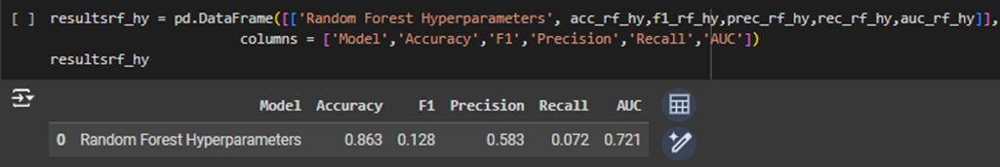 [ ] resultsrf_hy = pd.DataFrame([['Random Forest Hyperparameters', acc_rf_hy,f1_rf_hy,prec_rf_hy,rec_rf_hy,auc_rf_hy]],
columns = ['Model','Accuracy','F1','Precision','Recall','AUC'])
resultsrf_hy
Model Accuracy F1 Precision Recall AUC
0 Random Forest Hyperparameters 0.863 0.128 0.583 0.072 0.721